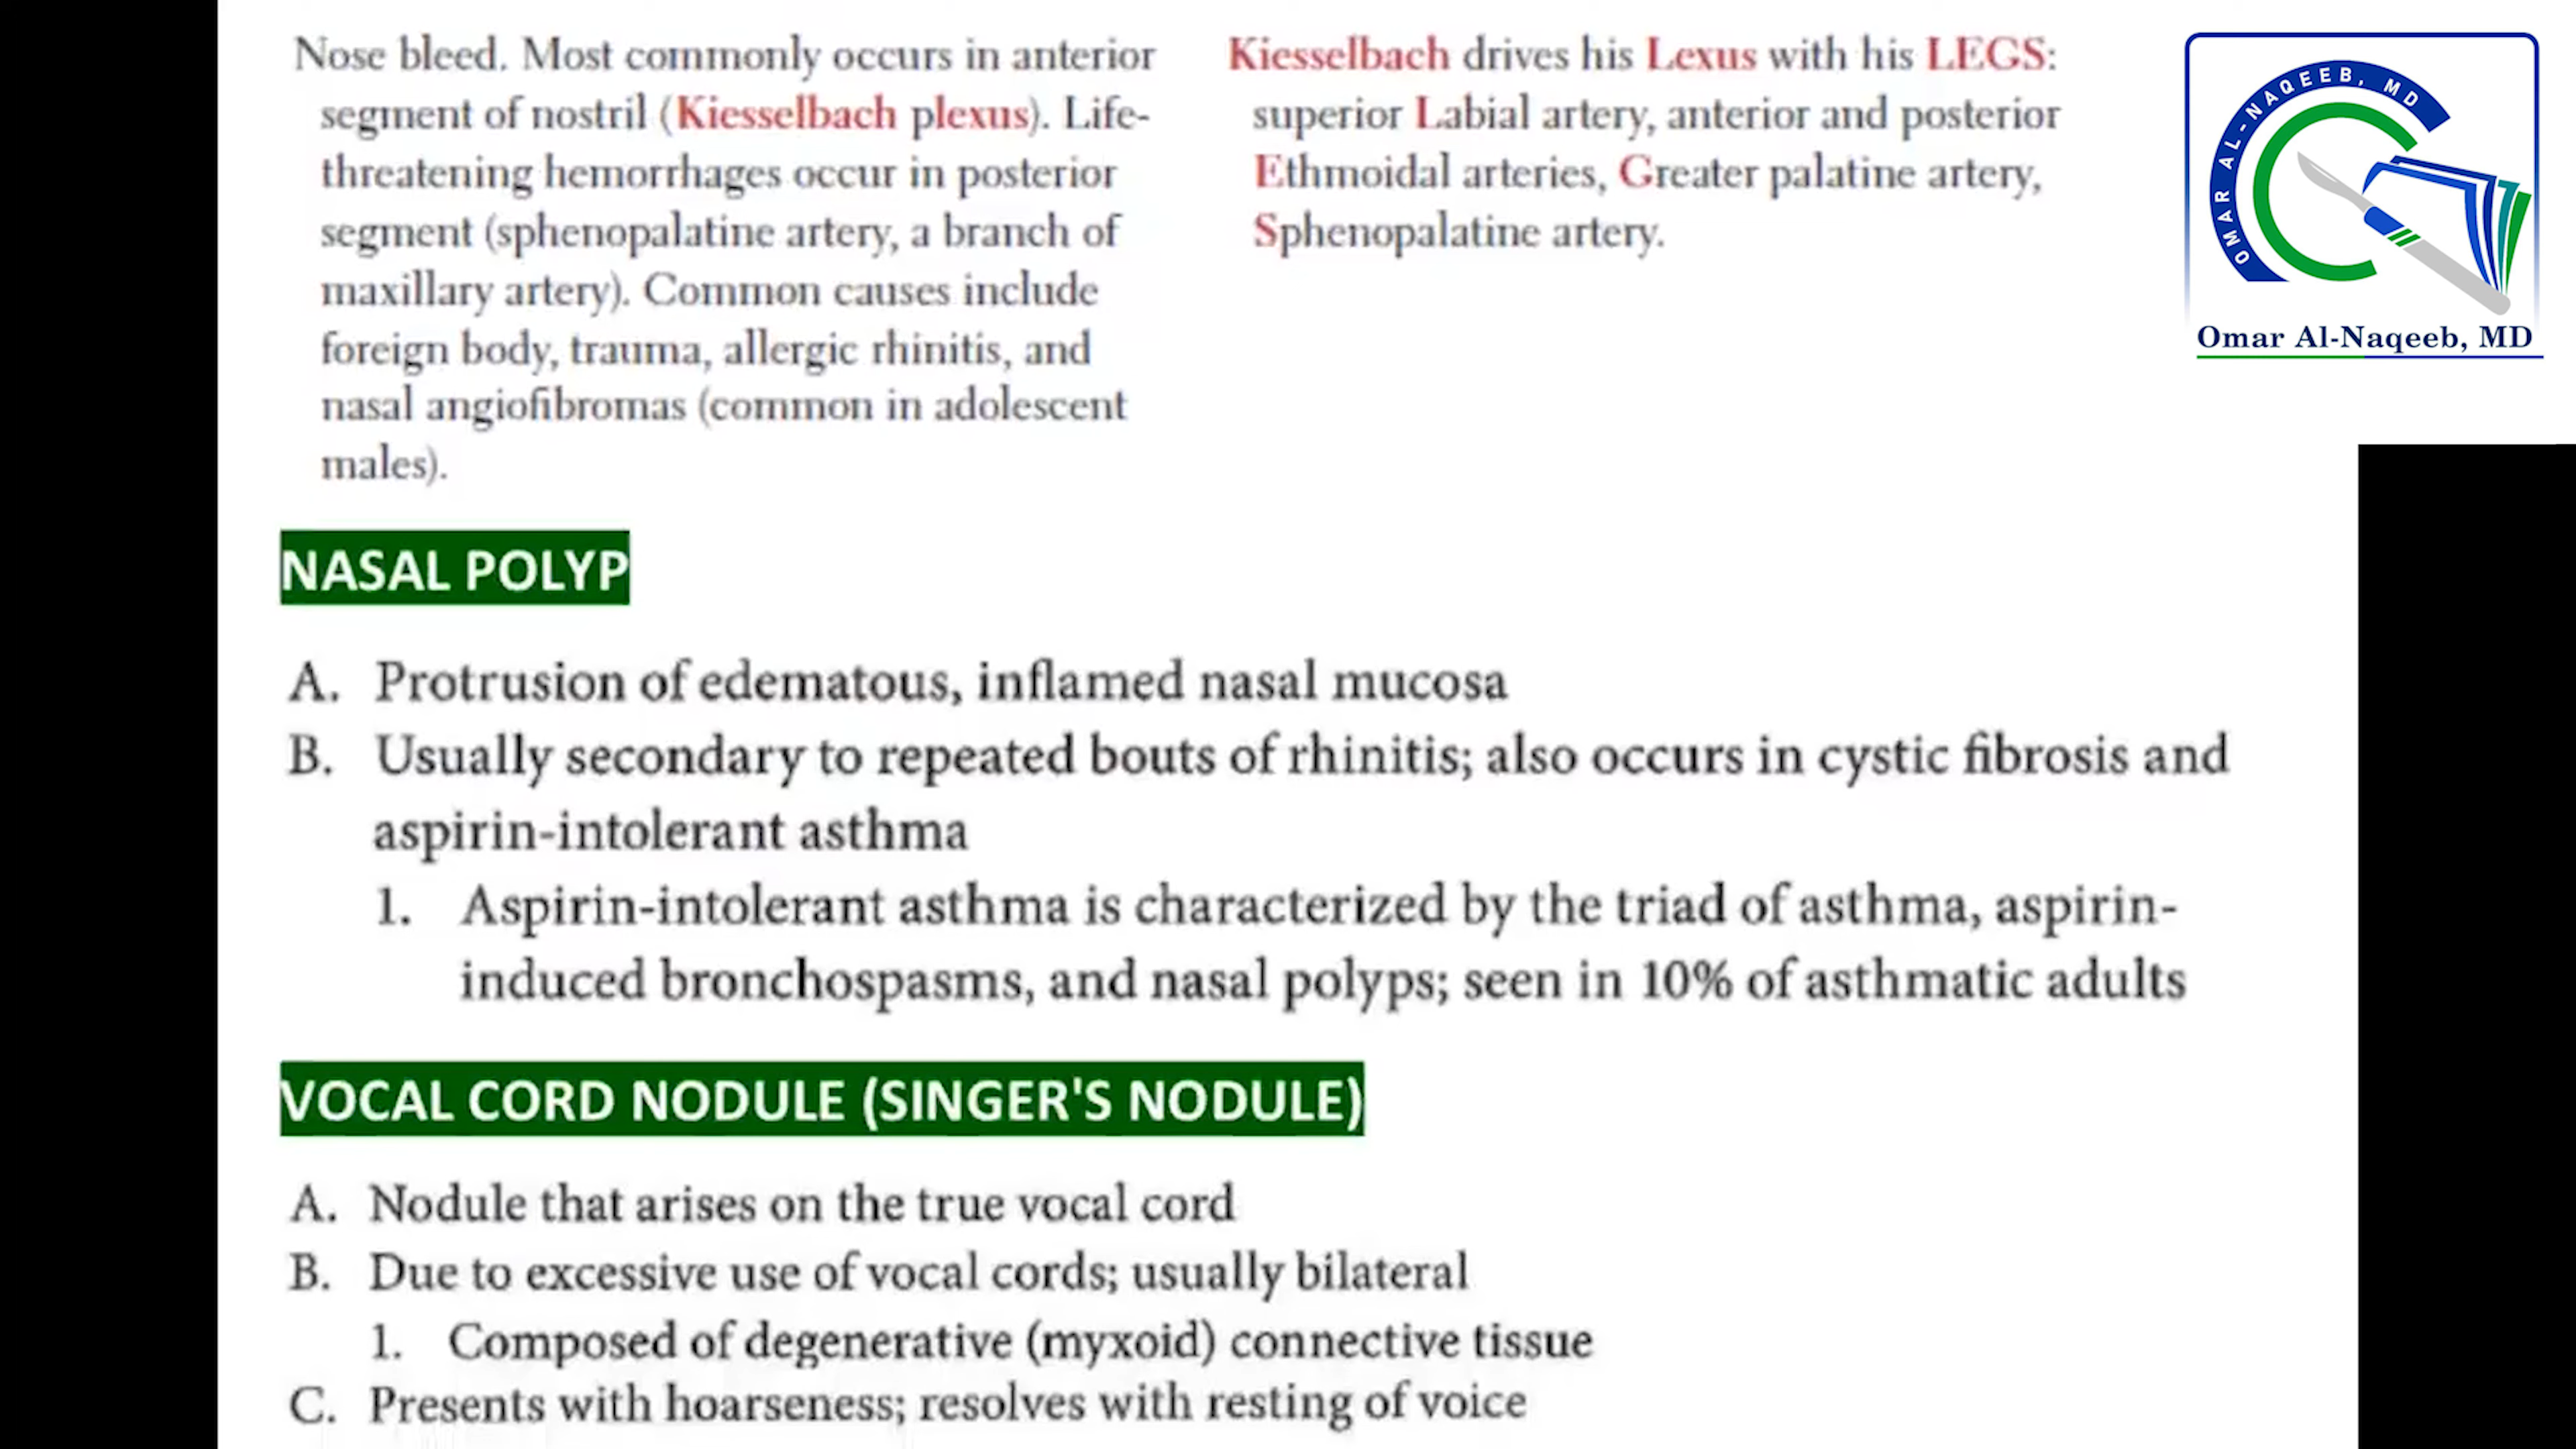 Nose bleed. Most commonly occurs in anterior
segment of nostril (Kiesselbach plexus). Life-
threatening hemorrhages occur in posterior
segment (sphenopalatine artery, a branch of
maxillary artery). Common causes include
foreign body, trauma, allergic rhinitis, and
nasal angiofibromas (common in adolescent
males).
Kiesselbach drives his Lexus with his LEGS:
superior Labial artery, anterior and posterior
Ethmoidal arteries, Greater palatine artery,
Sphenopalatine artery.
OMAR AL-NAQEEB, MD
Omar Al-Naqeeb, MD
NASAL POLYP
A. Protrusion of edematous, inflamed nasal mucosa
B. Usually secondary to repeated bouts of rhinitis; also occurs in cystic fibrosis and
aspirin-intolerant asthma
1. Aspirin-intolerant asthma is characterized by the triad of asthma, aspirin-
induced bronchospasms, and nasal polyps; seen in 10% of asthmatic adults
VOCAL CORD NODULE (SINGER'S NODULE)
A. Nodule that arises on the true vocal cord
B. Due to excessive use of vocal cords; usually bilateral
1. Composed of degenerative (myxoid) connective tissue
C. Presents with hoarseness; resolves with resting of voice